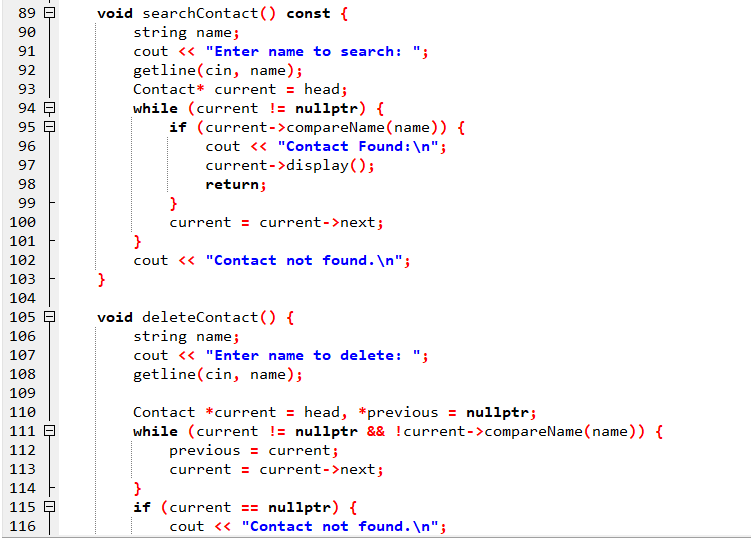 89 void searchContact() const {
90 string name;
91 cout << "Enter name to search: ";
92 getline(cin, name);
93 Contact* current = head;
94 while (current != nullptr) {
95 if (current->compareName(name)) {
96 cout << "Contact Found:\n";
97 current->display();
98 return;
99 }
100 current = current->next;
101 }
102 cout << "Contact not found.\n";
103 }
104
105 void deleteContact() {
106 string name;
107 cout << "Enter name to delete: ";
108 getline(cin, name);
109
110 Contact *current = head, *previous = nullptr;
111 while (current != nullptr && !current->compareName(name)) {
112 previous = current;
113 current = current->next;
114 }
115 if (current == nullptr) {
116 cout << "Contact not found.\n";